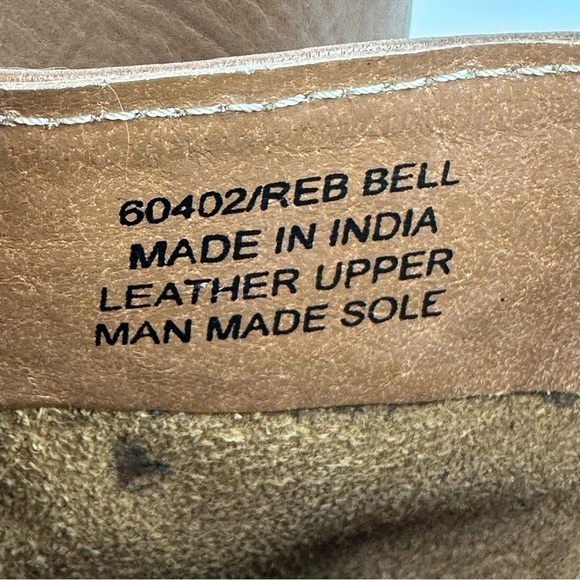 60402/REB BELL
MADE IN INDIA
LEATHER UPPER
MAN MADE SOLE